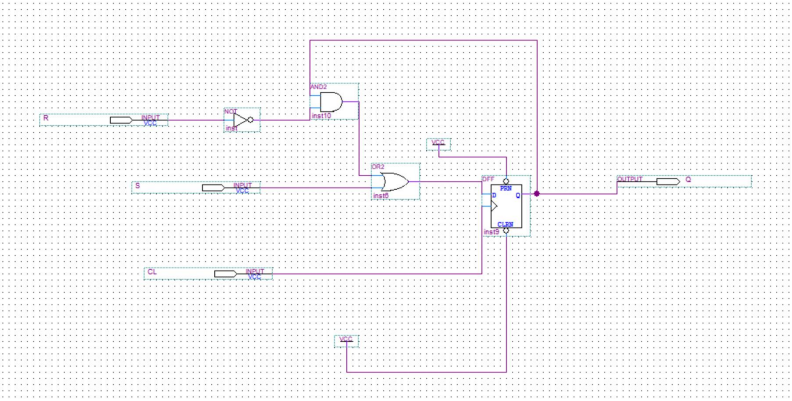 AND2
inst10
R
INPUT
VCC
NOT
inst
VCC
OR2
inst6
S
INPUT
VCC
DFF
PRN
D
Q
CLRN
inst9
OUTPUT
Q
CL
INPUT
VCC
VCC